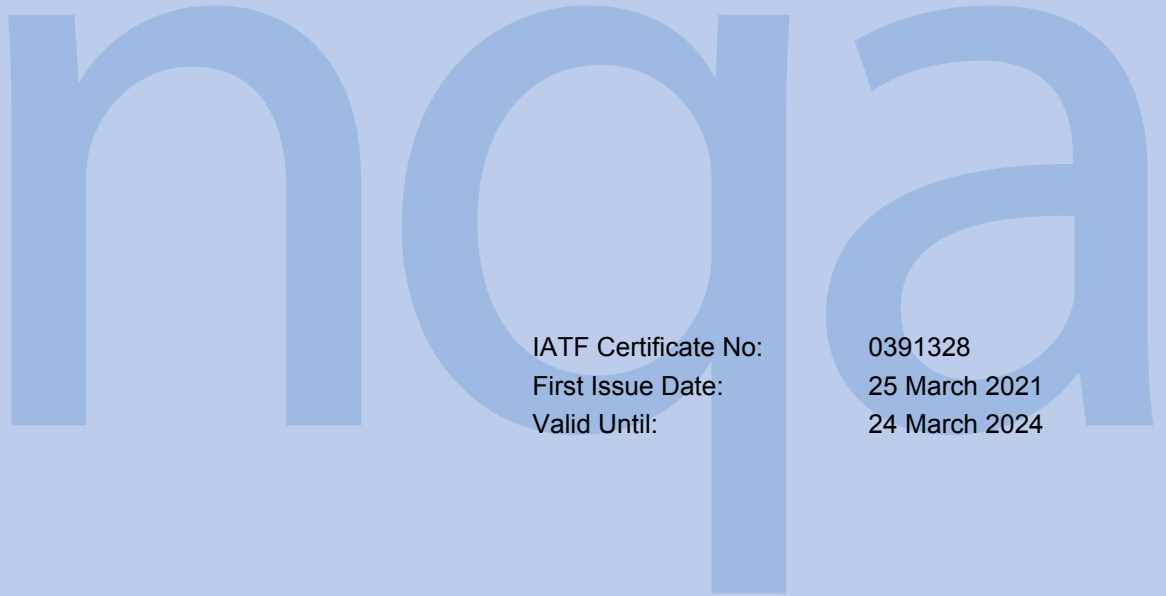 nqa
IATF Certificate No: 0391328
First Issue Date: 25 March 2021
Valid Until: 24 March 2024